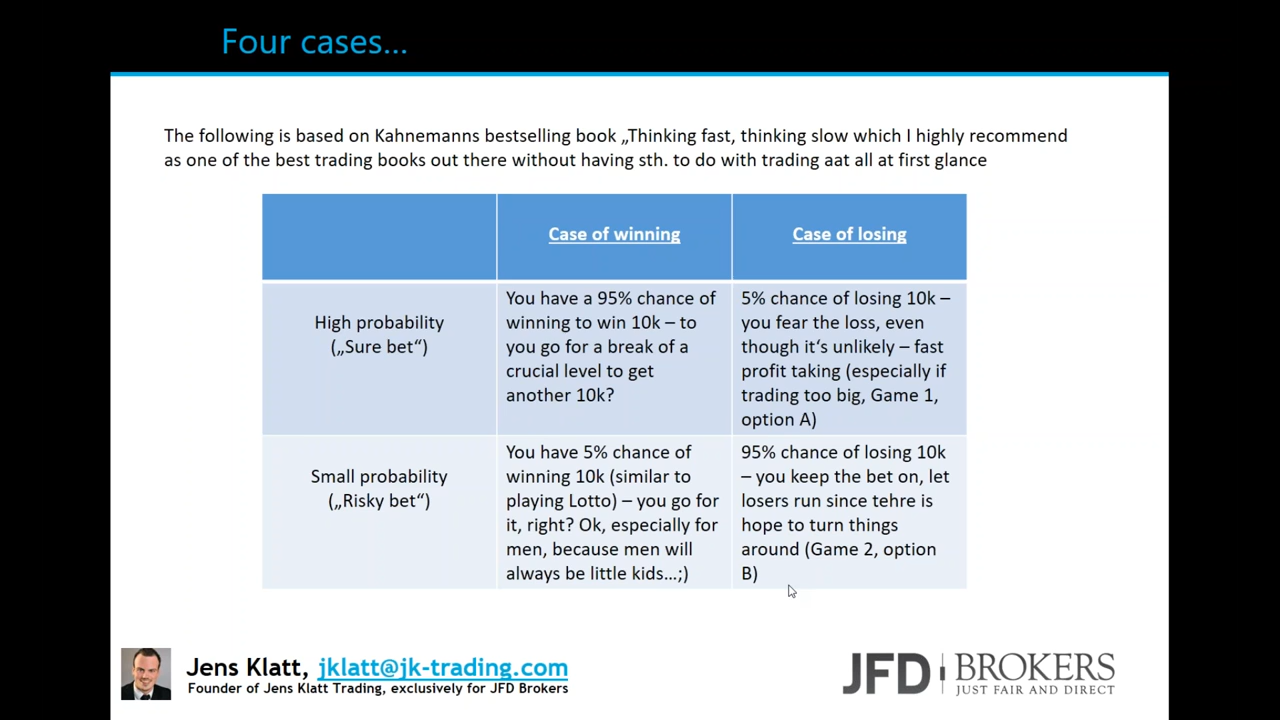 Four cases...
The following is based on Kahnemanns bestselling book „Thinking fast, thinking slow which I highly recommend
as one of the best trading books out there without having sth. to do with trading aat all at first glance
Case of winning
Case of losing
High probability
(„Sure bet“)
You have a 95% chance of
winning to win 10k – to
you go for a break of a
crucial level to get
another 10k?
5% chance of losing 10k –
you fear the loss, even
though it‘s unlikely – fast
profit taking (especially if
trading too big, Game 1,
option A)
Small probability
(„Risky bet“)
You have 5% chance of
winning 10k (similar to
playing Lotto) – you go for
it, right? Ok, especially for
men, because men will
always be little kids...;)
95% chance of losing 10k
– you keep the bet on, let
losers run since tehre is
hope to turn things
around (Game 2, option
B)
Jens Klatt, jklatt@jk-trading.com
Founder of Jens Klatt Trading, exclusively for JFD Brokers
JFD BROKERS
JUST FAIR AND DIRECT